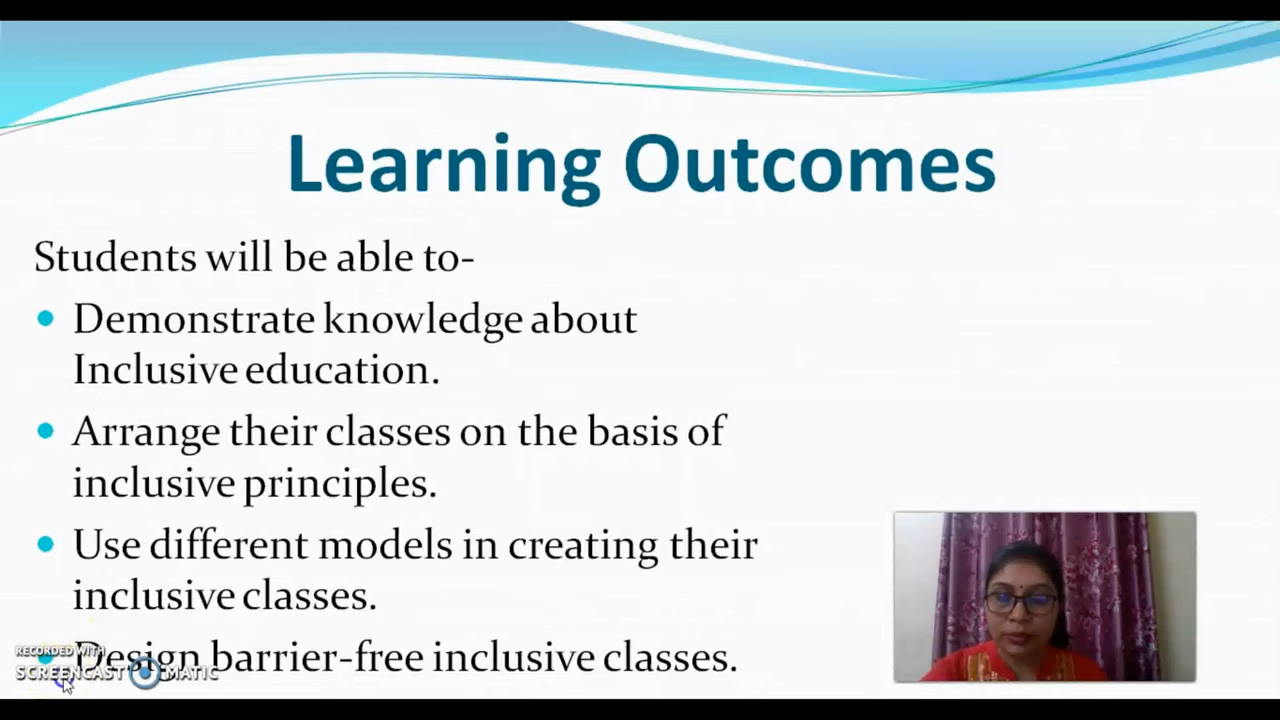 Learning Outcomes
Students will be able to-
Demonstrate knowledge about
Inclusive education.
Arrange their classes on the basis of
inclusive principles.
Use different models in creating their
inclusive classes.
Design barrier-free inclusive classes.
RECORDED WITH
SCREENCAST MATIC